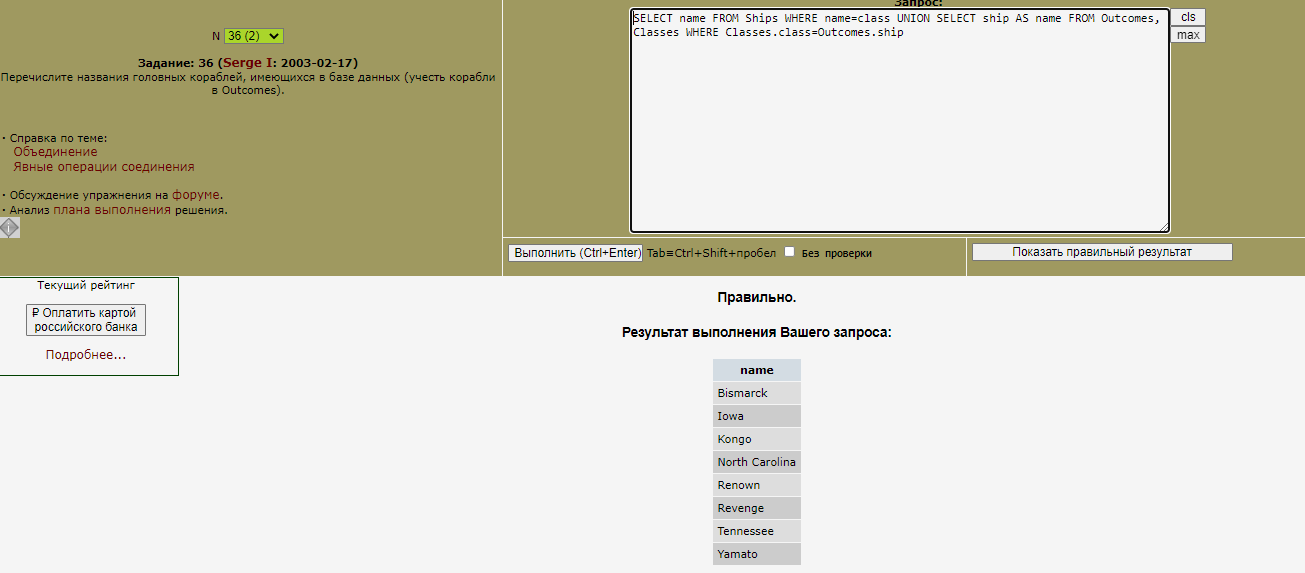 N 36 (2)
Задание: 36 (Serge I: 2003-02-17)
Перечислите названия головных кораблей, имеющихся в базе данных (учесть корабли
в Outcomes).
· Справка по теме:
Объединение
Явные операции соединения
· Обсуждение упражнения на форуме.
· Анализ плана выполнения решения.
Запрос:
SELECT name FROM Ships WHERE name=class UNION SELECT ship AS name FROM Outcomes,
Classes WHERE Classes.class=Outcomes.ship
cls
max
Выполнить (Ctrl+Enter) Tab≡Ctrl+Shift+пробел Без проверки
Показать правильный результат
Текущий рейтинг
₽ Оплатить картой
российского банка
Подробнее...
Правильно.
Результат выполнения Вашего запроса:
name
Bismarck
Iowa
Kongo
North Carolina
Renown
Revenge
Tennessee
Yamato